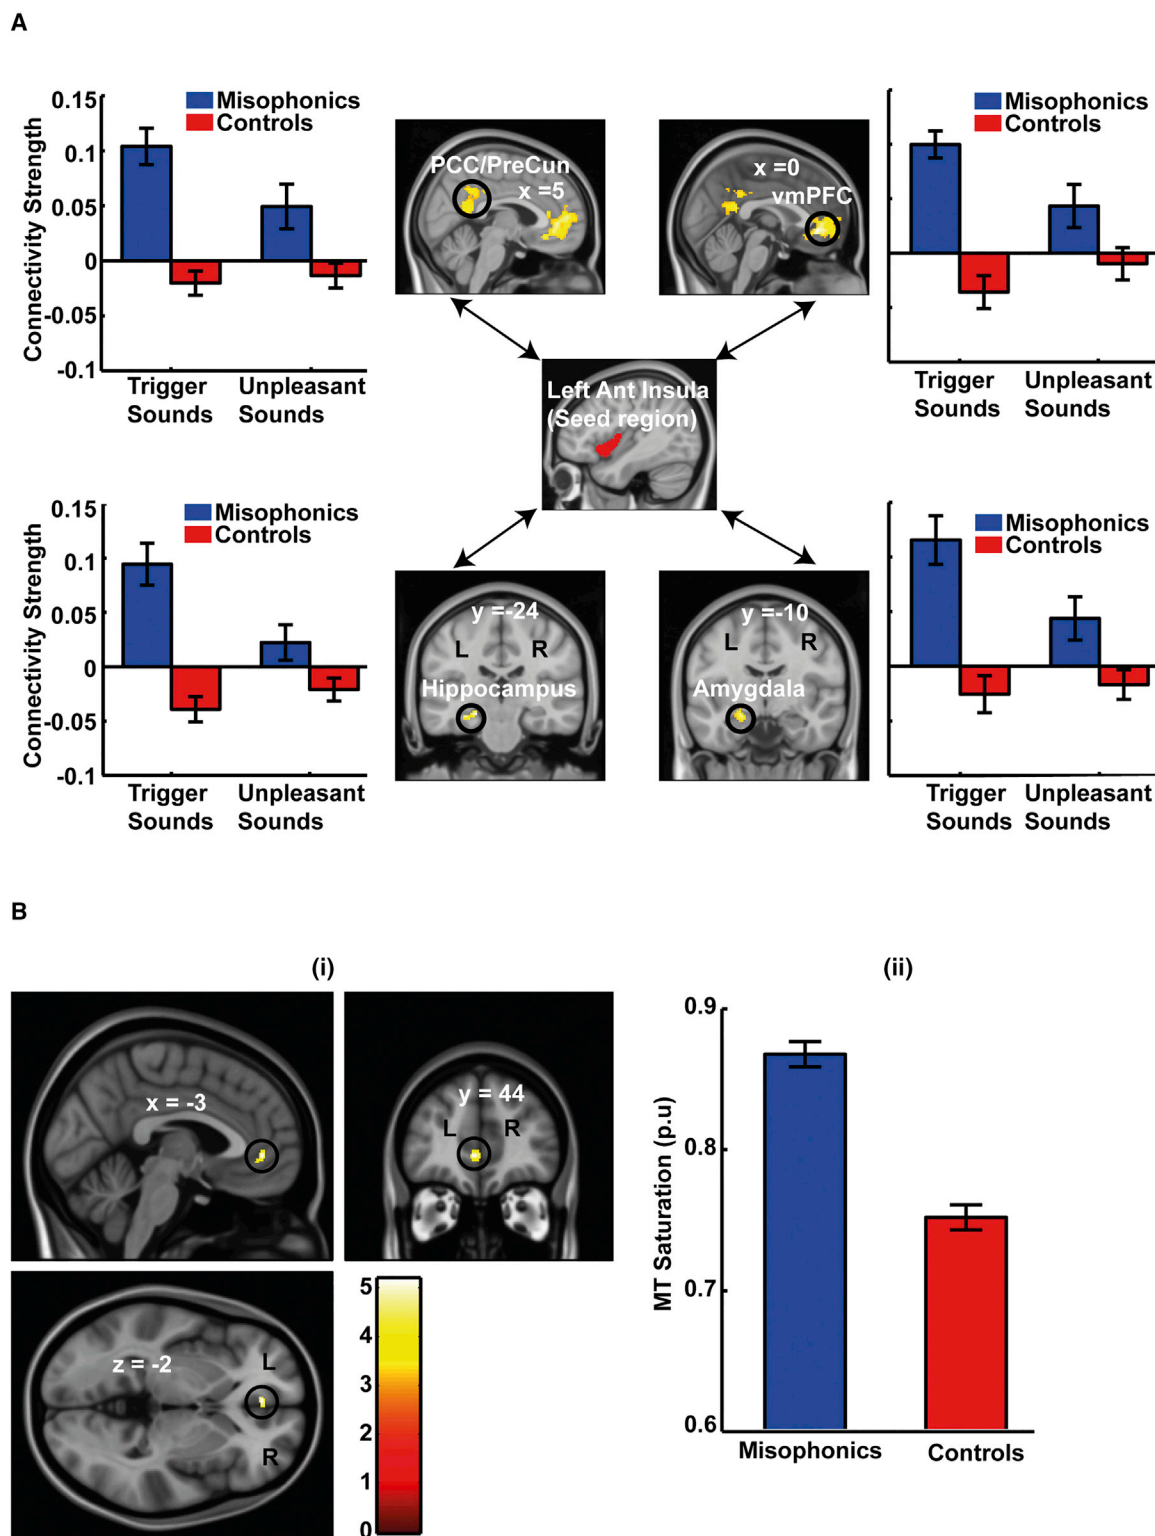 A
0.15
0.1
0.05
0
-0.05
-0.1
Connectivity Strength
Misophonics
Controls
Trigger
Sounds
Unpleasant
Sounds
PCC/PreCun
x =5
x =0
vmPFC
Misophonics
Controls
Trigger
Sounds
Unpleasant
Sounds
Left Ant Insula
(Seed region)
0.15
0.1
0.05
0
-0.05
-0.1
Connectivity Strength
Misophonics
Controls
Trigger
Sounds
Unpleasant
Sounds
y =-24
L R
Hippocampus
y =-10
L R
Amygdala
Misophonics
Controls
Trigger
Sounds
Unpleasant
Sounds
B
(i)
x = -3
y = 44
L R
z = -2
L
R
5
4
3
2
1
0
(ii)
0.9
0.8
0.7
0.6
MT Saturation (p.u)
Misophonics
Controls